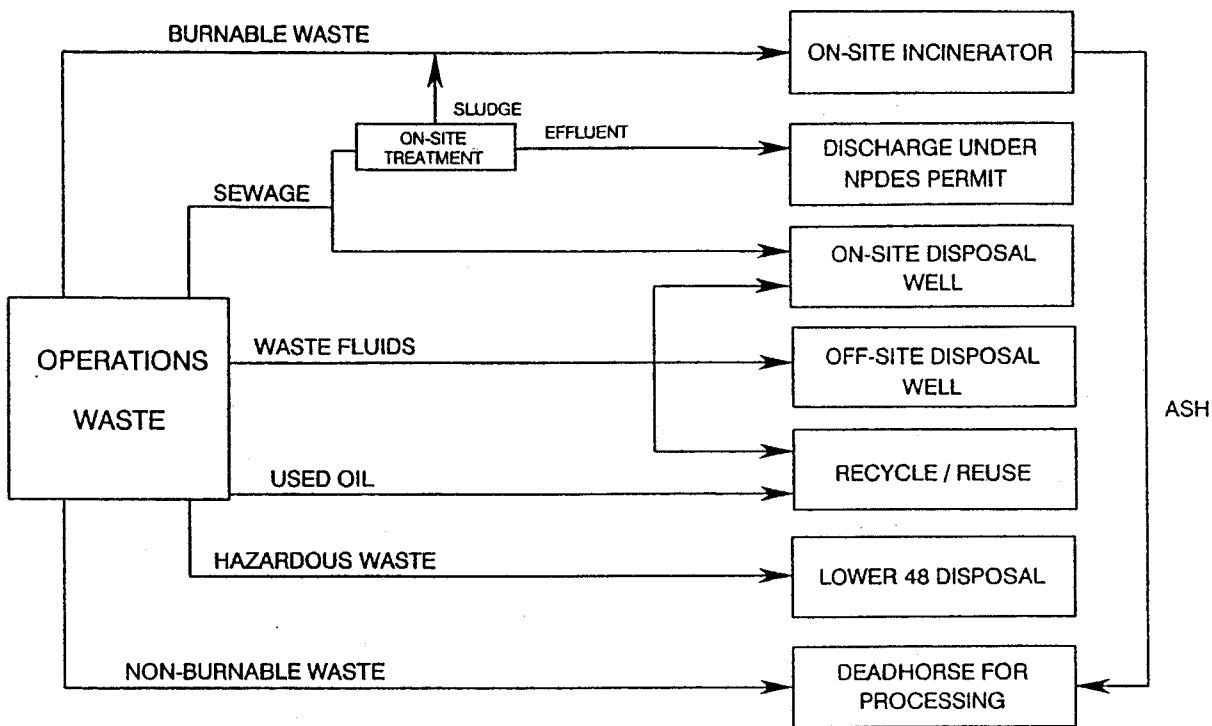 BURNABLE WASTE
ON-SITE INCINERATOR
SLUDGE
ON-SITE
TREATMENT
EFFLUENT
DISCHARGE UNDER
NPDES PERMIT
SEWAGE
ON-SITE DISPOSAL
WELL
OPERATIONS
WASTE
WASTE FLUIDS
OFF-SITE DISPOSAL
WELL
ASH
USED OIL
RECYCLE / REUSE
HAZARDOUS WASTE
LOWER 48 DISPOSAL
NON-BURNABLE WASTE
DEADHORSE FOR
PROCESSING